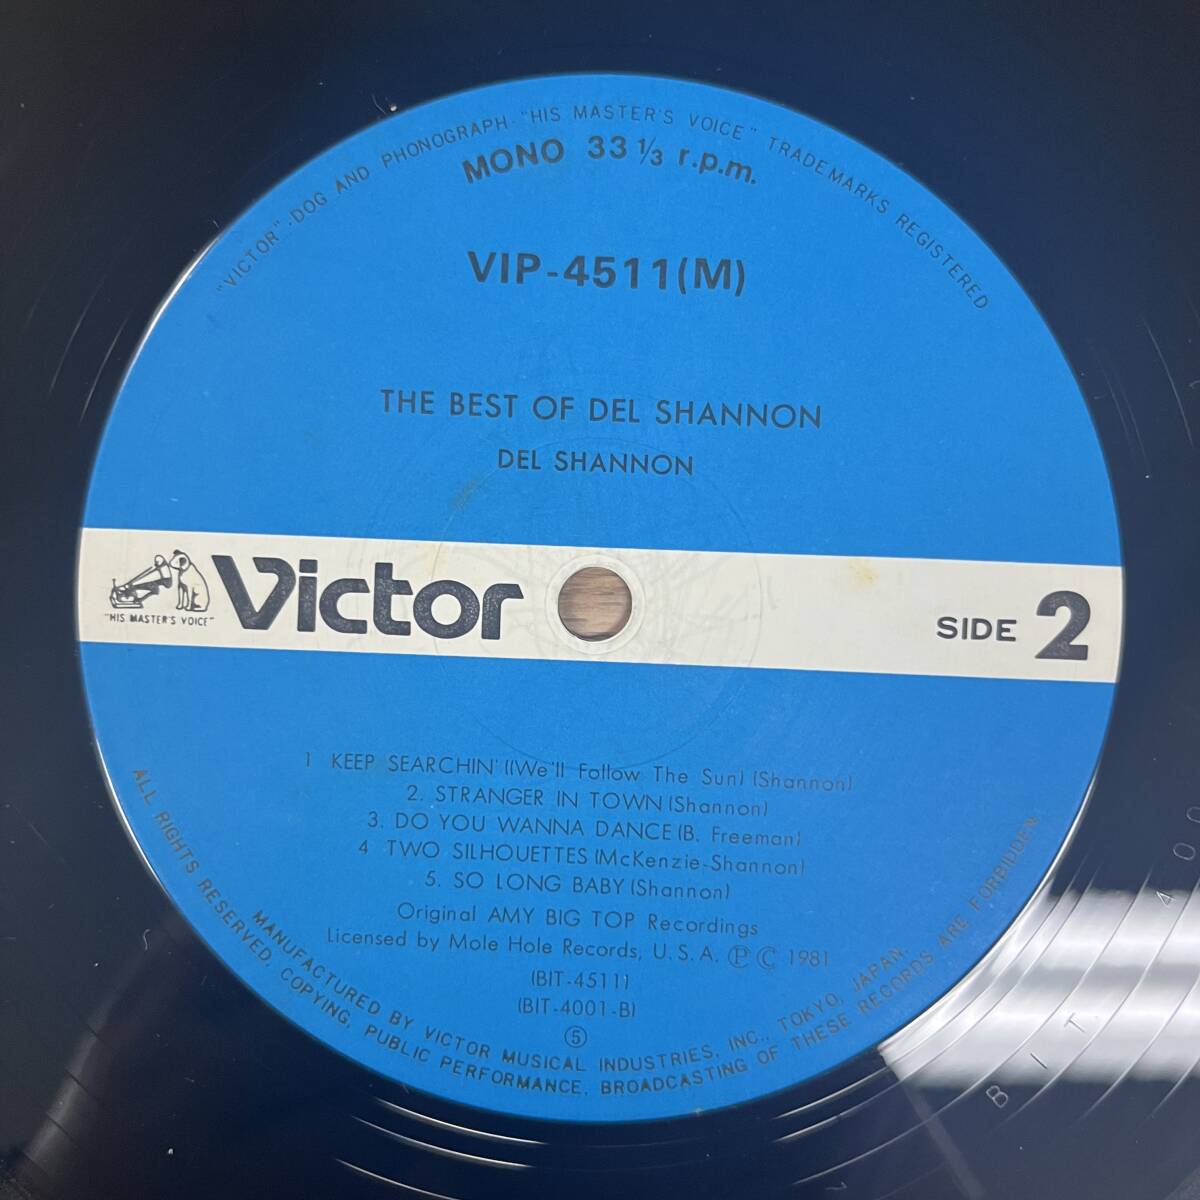 "VICTOR"·DOG AND PHONOGRAPH·"HIS MASTER'S VOICE" TRADEMARKS REGISTERED
MONO 33 1/3 r.p.m.
VIP-4511(M)
THE BEST OF DEL SHANNON
DEL SHANNON
"HIS MASTER'S VOICE"
Victor
SIDE 2
1 KEEP SEARCHIN' ((We'll Follow The Sun) (Shannon)
2. STRANGER IN TOWN (Shannon)
3. DO YOU WANNA DANCE (B. Freeman)
4 TWO SILHOUETTES (McKenzie-Shannon)
5. SO LONG BABY (Shannon)
Original AMY BIG TOP Recordings
Licensed by Mole Hole Records, U.S.A. Ⓟ Ⓒ 1981
(BIT-4511)
(BIT-4001-B)
⑤
MANUFACTURED BY VICTOR MUSICAL INDUSTRIES, INC., TOKYO, JAPAN.
ALL RIGHTS RESERVED. COPYING, PUBLIC PERFORMANCE, BROADCASTING OF THESE RECORDS ARE FORBIDDEN.
BIT 400